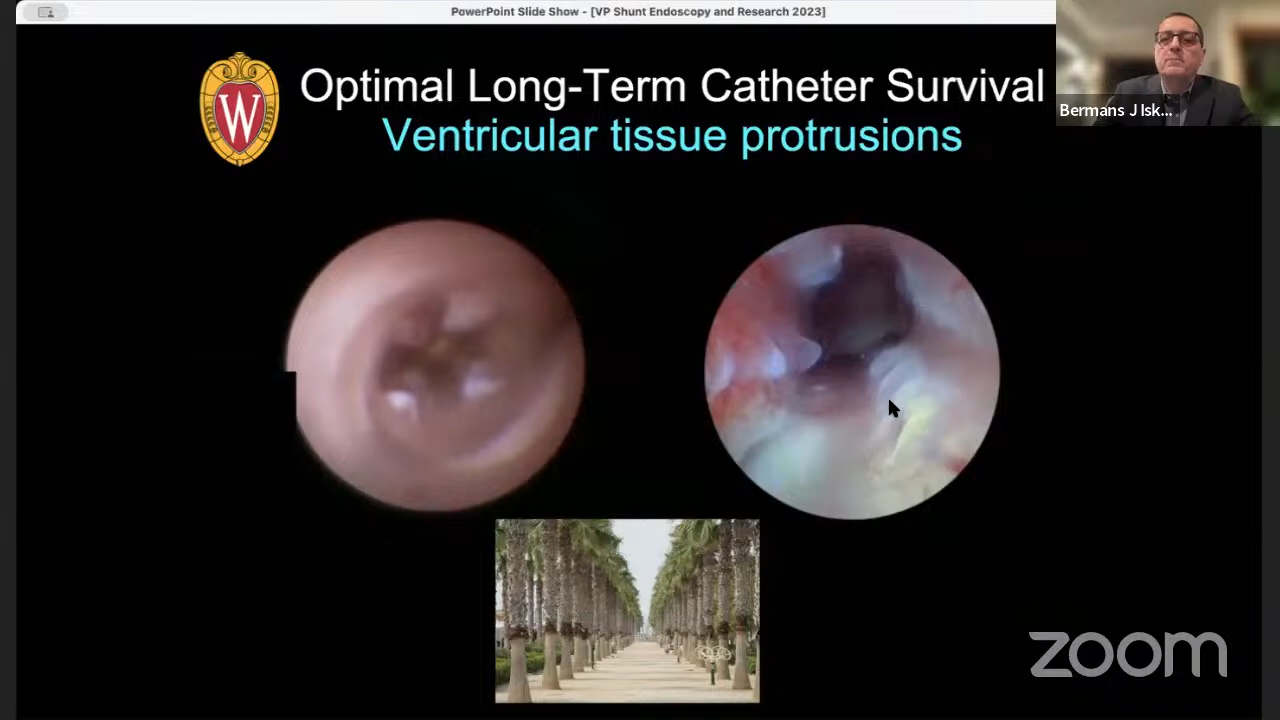 PowerPoint Slide Show - [VP Shunt Endoscopy and Research 2023]
W
Optimal Long-Term Catheter Survival
Ventricular tissue protrusions
Bermans J Isk...
zoom